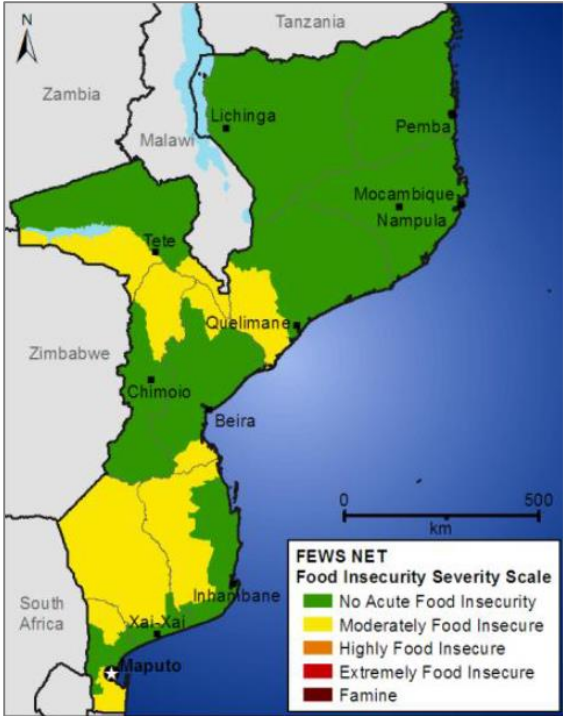 Tanzania
N
Zambia
Lichinga
Pemba
Malawi
Mocambique
Nampula
Tete
Quelimane
Zimbabwe
Chimoio
Beira
0 500
km
FEWS NET
Food Insecurity Severity Scale
No Acute Food Insecurity
Moderately Food Insecure
Highly Food Insecure
Extremely Food Insecure
Famine
Inhambane
South
Africa
Xai-Xai
Maputo